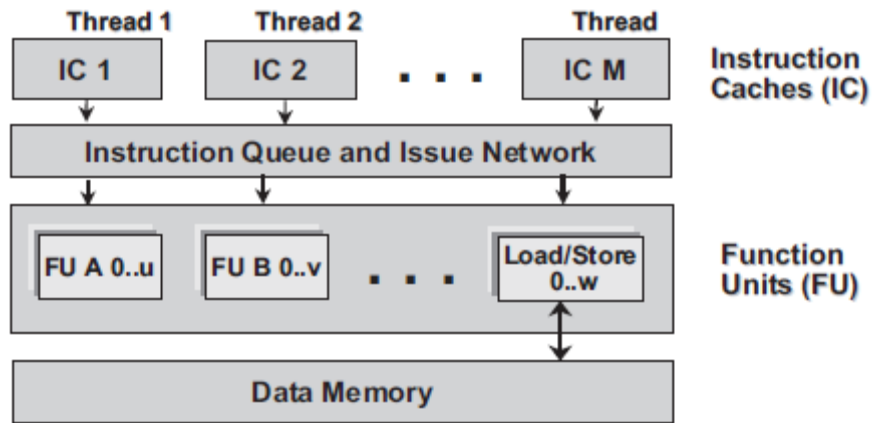 Thread 1 Thread 2 Thread
IC 1 IC 2 . . . IC M
Instruction
Caches (IC)
Instruction Queue and Issue Network
FU A 0..u FU B 0..v . . . Load/Store
0..w
Function
Units (FU)
Data Memory